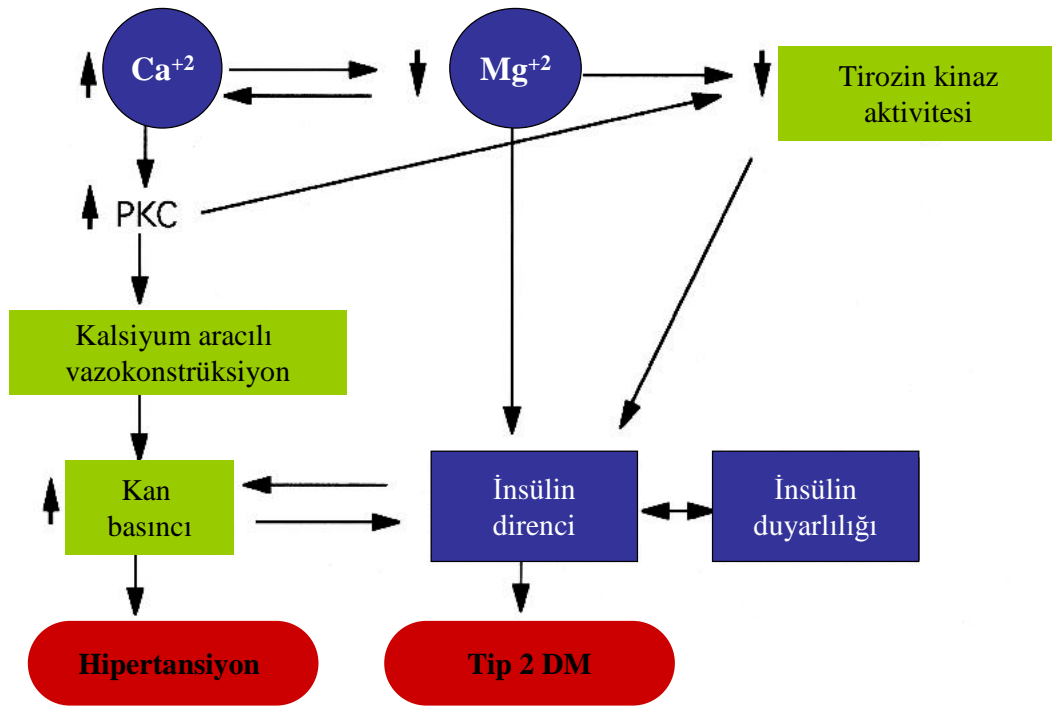 Ca+2
Mg+2
Tirozin kinaz
aktivitesi
PKC
Kalsiyum aracılı
vazokonstrüksiyon
Kan
basıncı
İnsülin
direnci
İnsülin
duyarlılığı
Hipertansiyon
Tip 2 DM